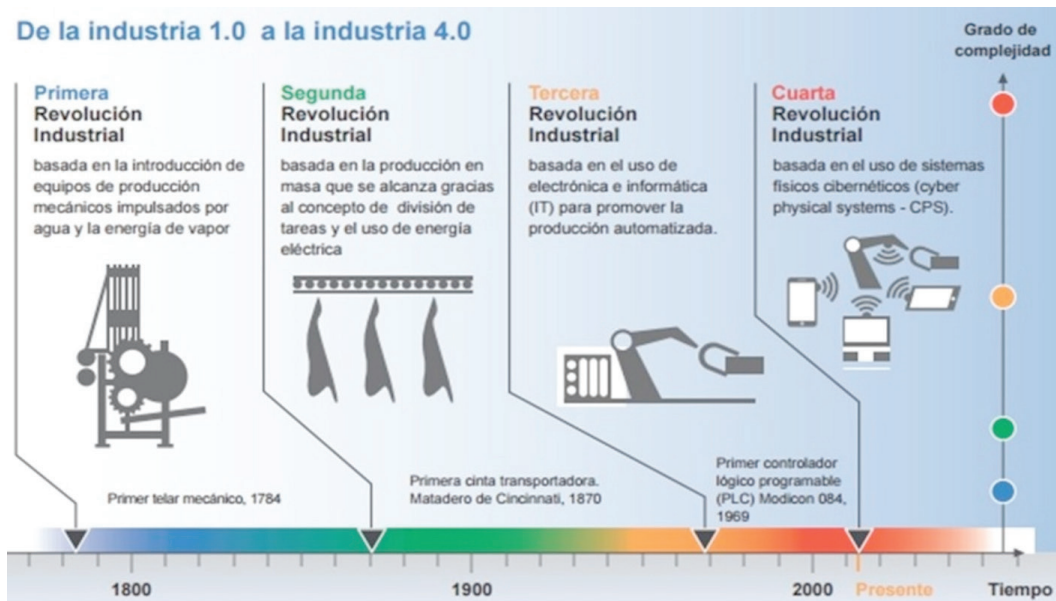 De la industria 1.0 a la industria 4.0
Grado de
complejidad
Primera
Revolución
Industrial
basada en la introducción de
equipos de producción
mecánicos impulsados por
agua y la energía de vapor
Segunda
Revolución
Industrial
basada en la producción en
masa que se alcanza gracias
al concepto de división de
tareas y el uso de energía
eléctrica
Tercera
Revolución
Industrial
basada en el uso de
electrónica e informática
(IT) para promover la
producción automatizada.
Cuarta
Revolución
Industrial
basada en el uso de sistemas
físicos cibernéticos (cyber
physical systems - CPS).
Primer telar mecánico, 1784
Primera cinta transportadora.
Matadero de Cincinnati, 1870
Primer controlador
lógico programable
(PLC) Modicon 084,
1969
1800
1900
2000
Presente
Tiempo